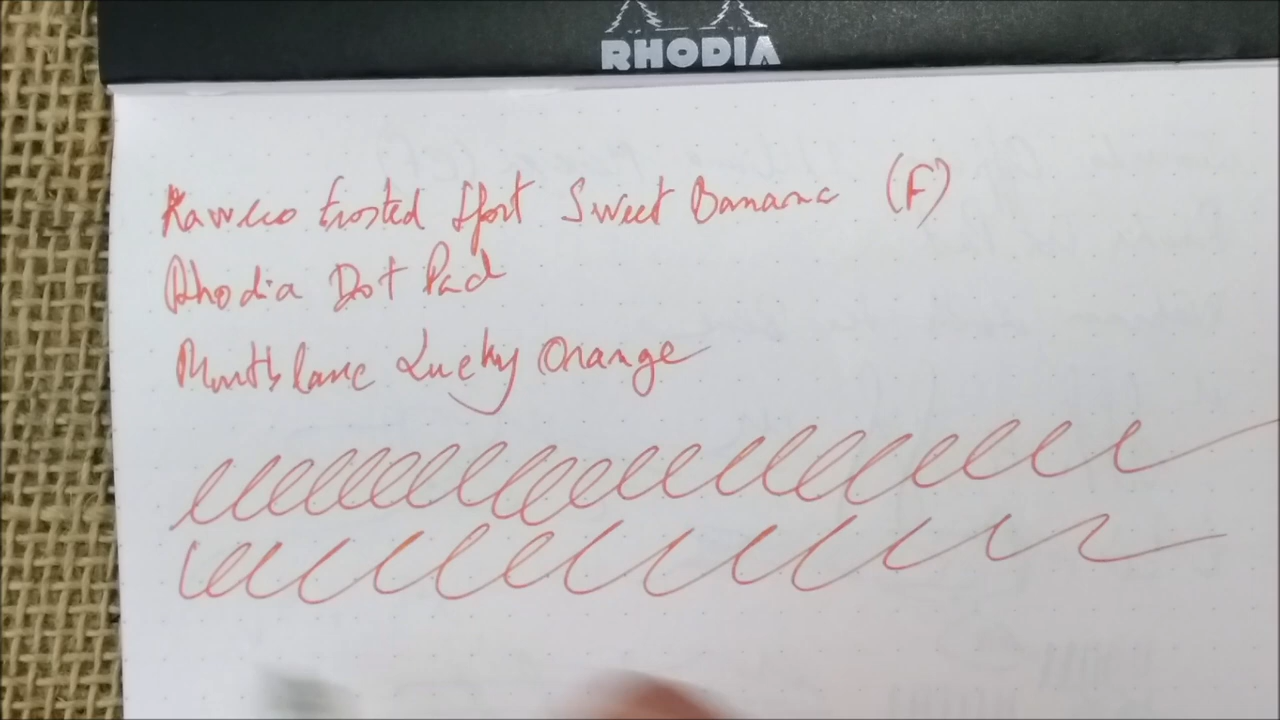 RHODIA
Kaweco frosted Sport Sweet Banana (F)
Rhodia Dot Pad
Montblanc Lucky Orange